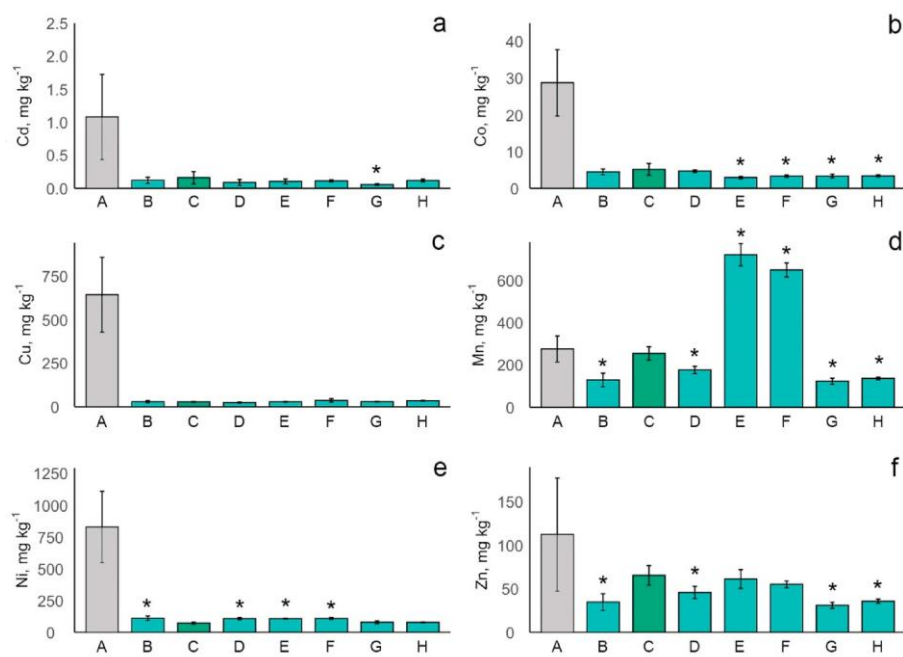 a
Cd, mg kg⁻¹
2.5
2.0
1.5
1.0
0.5
0.0
*
A B C D E F G H
b
Co, mg kg⁻¹
40
30
20
10
0
* * * *
A B C D E F G H
c
Cu, mg kg⁻¹
750
500
250
0
A B C D E F G H
d
Mn, mg kg⁻¹
600
400
200
0
* * * * * *
A B C D E F G H
e
Ni, mg kg⁻¹
1250
1000
750
500
250
0
* * * *
A B C D E F G H
f
Zn, mg kg⁻¹
150
100
50
0
* * * *
A B C D E F G H